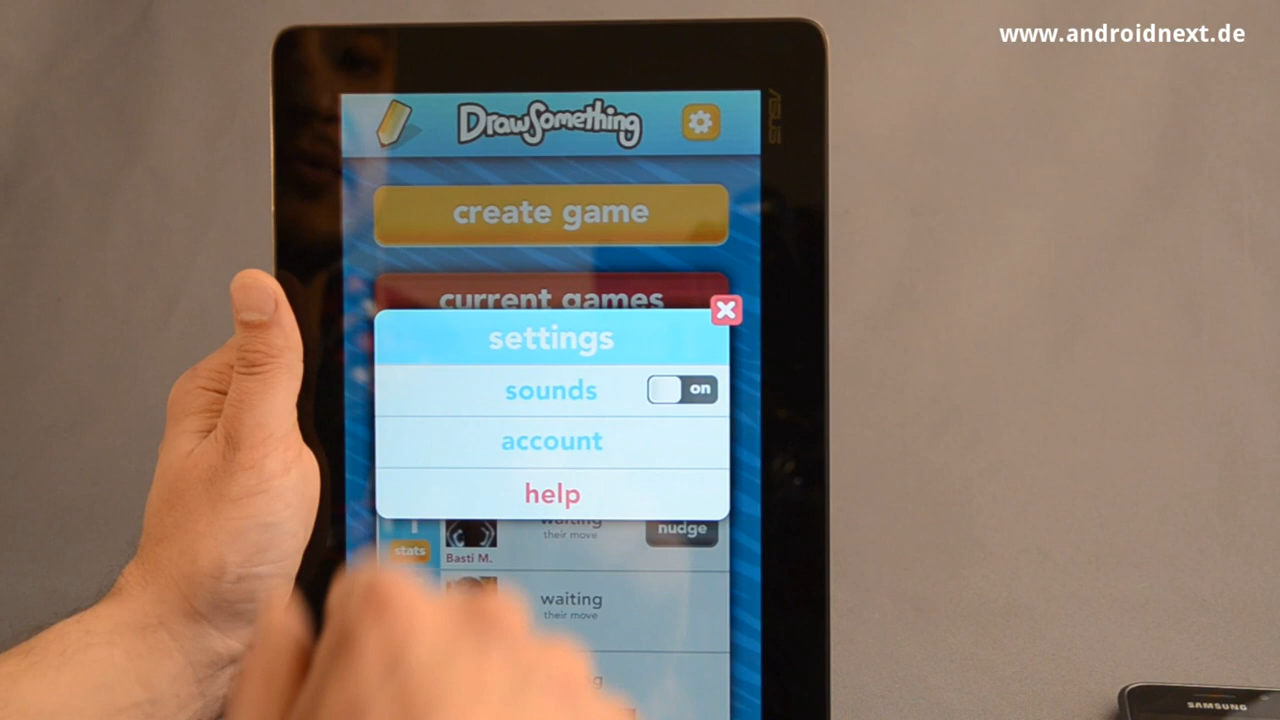 www.androidnext.de
ASUS
DrawSomething
create game
current games
settings
sounds on
account
help
waiting
their move
nudge
stats
Basti M.
waiting
their move
SAMSUNG